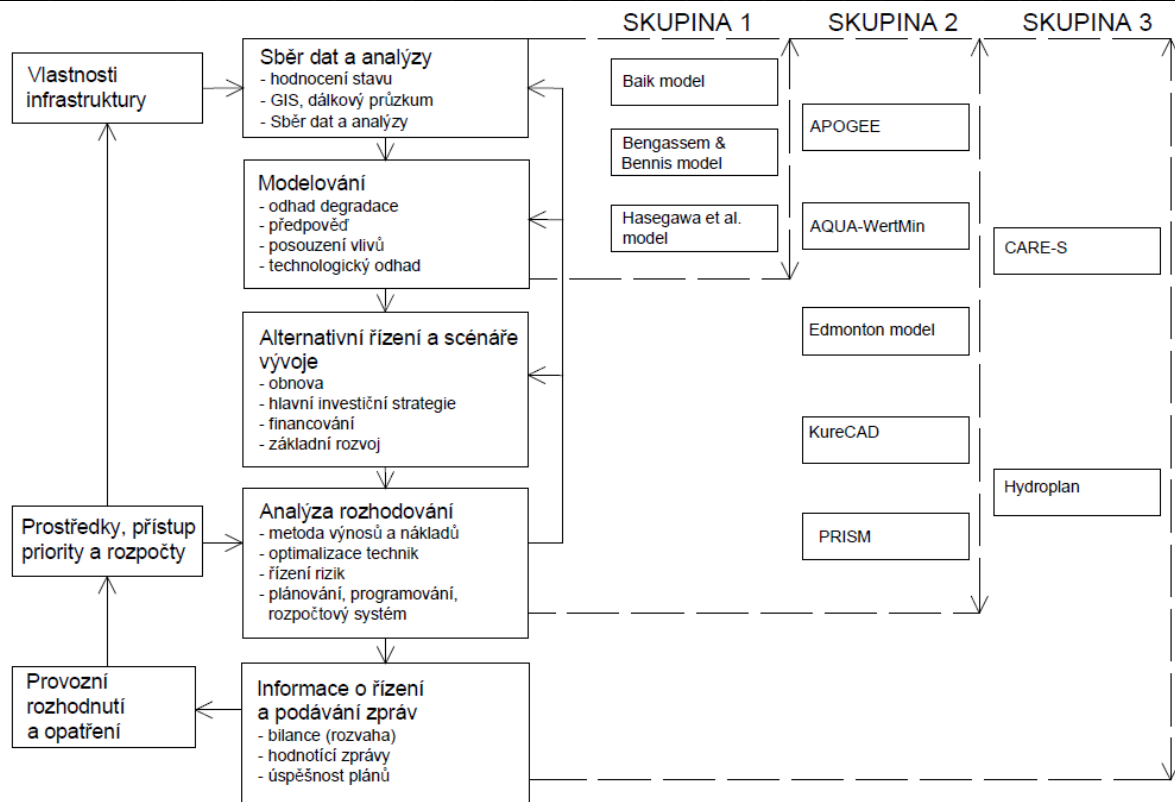 SKUPINA 1
SKUPINA 2
SKUPINA 3
Vlastnosti
infrastruktury
Sběr dat a analýzy
- hodnocení stavu
- GIS, dálkový průzkum
- Sběr dat a analýzy
Modelování
- odhad degradace
- předpověď
- posouzení vlivů
- technologický odhad
Alternativní řízení a scénáře
vývoje
- obnova
- hlavní investiční strategie
- financování
- základní rozvoj
Prostředky, přístup
priority a rozpočty
Analýza rozhodování
- metoda výnosů a nákladů
- optimalizace technik
- řízení rizik
- plánování, programování,
rozpočtový systém
Provozní
rozhodnutí
a opatření
Informace o řízení
a podávání zpráv
- bilance (rozvaha)
- hodnotící zprávy
- úspěšnost plánů
Baik model
Bengassem &
Bennis model
Hasegawa et al.
model
APOGEE
AQUA-WertMin
Edmonton model
KureCAD
PRISM
CARE-S
Hydroplan